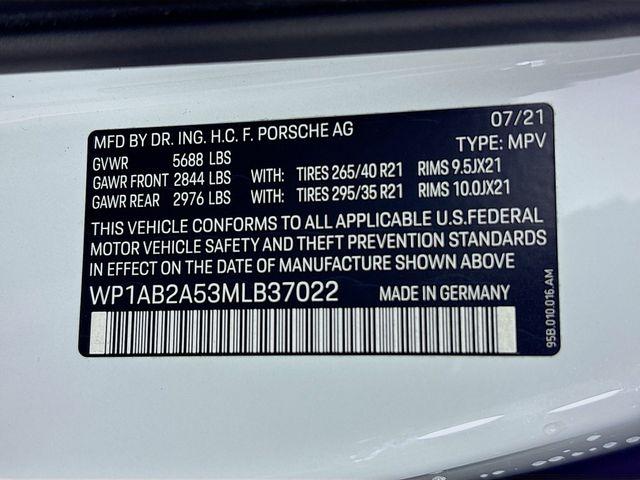 07/21
MFD BY DR. ING. H.C. F. PORSCHE AG
TYPE: MPV
GVWR 5688 LBS
GAWR FRONT 2844 LBS WITH: TIRES 265/40 R21 RIMS 9.5JX21
GAWR REAR 2976 LBS WITH: TIRES 295/35 R21 RIMS 10.0JX21
THIS VEHICLE CONFORMS TO ALL APPLICABLE U.S.FEDERAL
MOTOR VEHICLE SAFETY AND THEFT PREVENTION STANDARDS
IN EFFECT ON THE DATE OF MANUFACTURE SHOWN ABOVE
WP1AB2A53MLB37022 MADE IN GERMANY
95B.010.016.AM